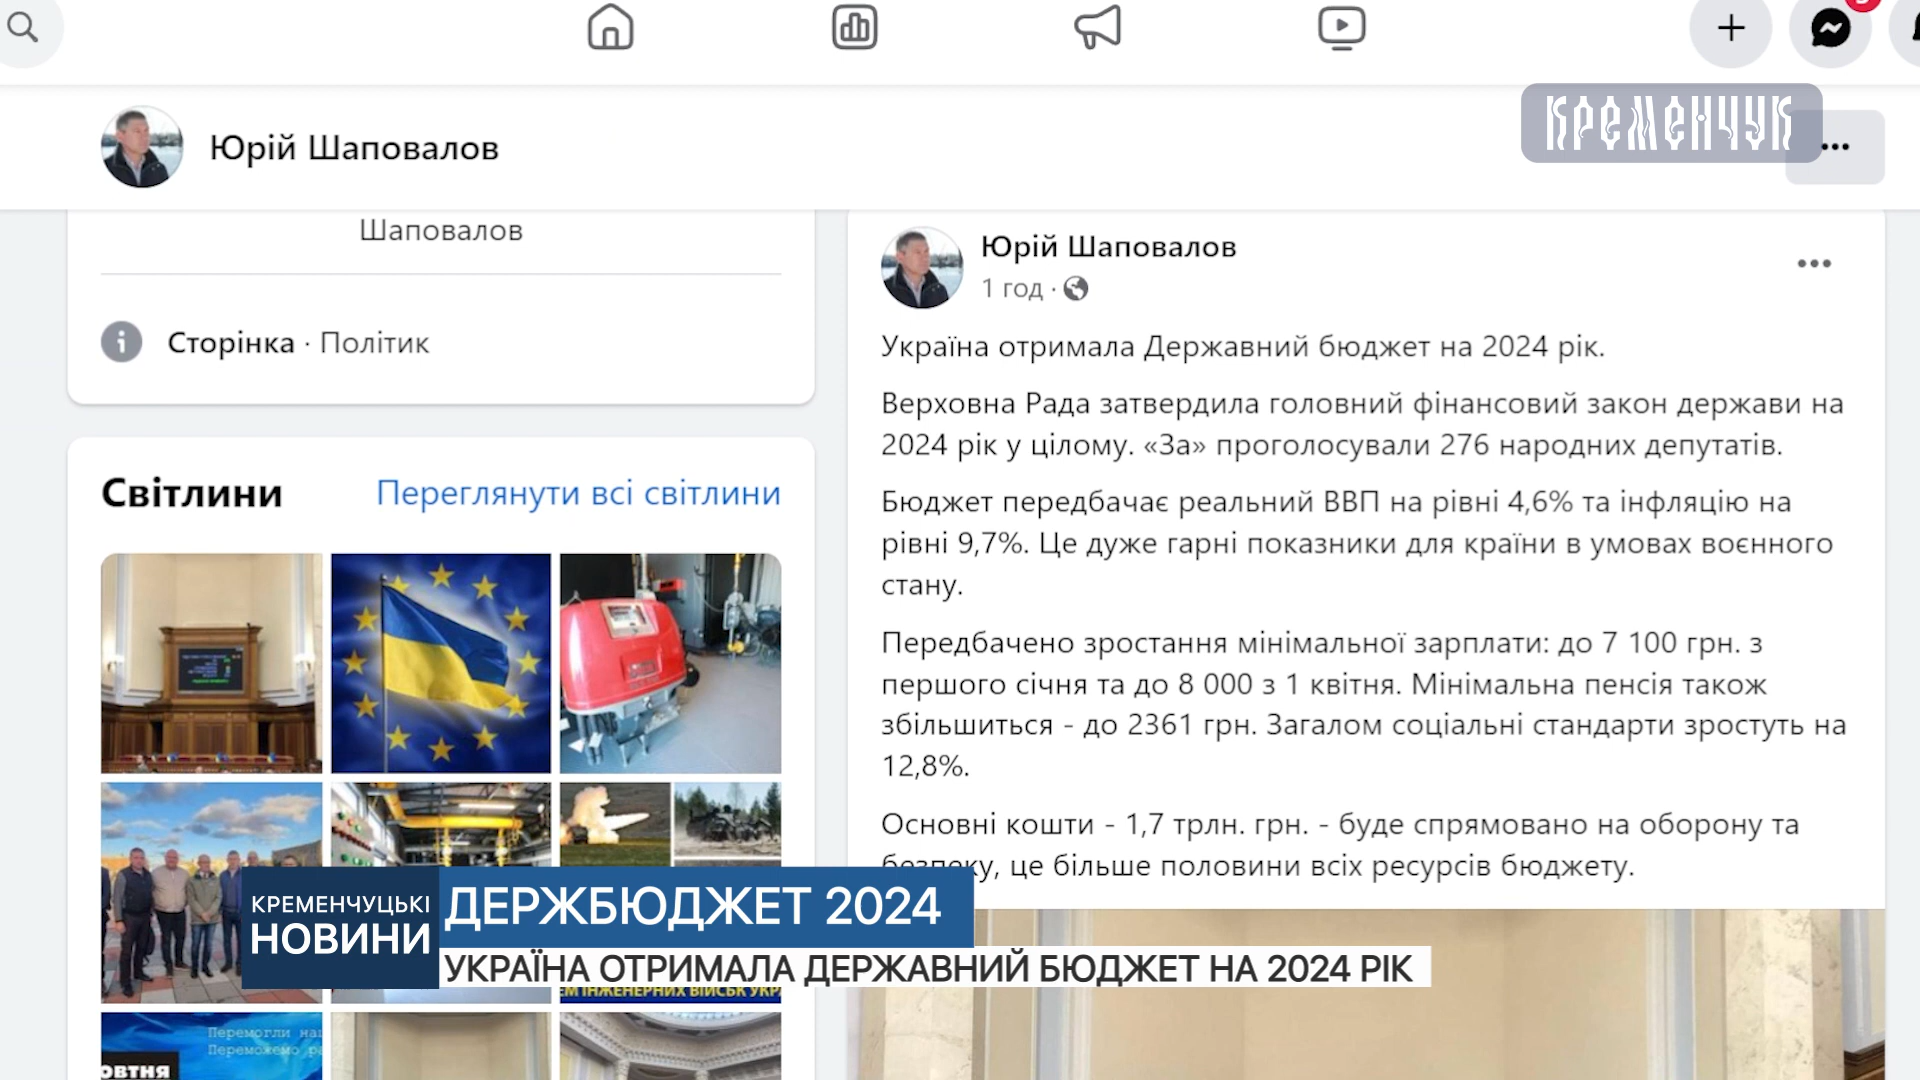 КРЕМЕНЧУК
Юрій Шаповалов
Шаповалов
Сторінка · Політик
Світлини
Переглянути всі світлини
Юрій Шаповалов
1 год ·
Україна отримала Державний бюджет на 2024 рік.
Верховна Рада затвердила головний фінансовий закон держави на
2024 рік у цілому. «За» проголосували 276 народних депутатів.
Бюджет передбачає реальний ВВП на рівні 4,6% та інфляцію на
рівні 9,7%. Це дуже гарні показники для країни в умовах воєнного
стану.
Передбачено зростання мінімальної зарплати: до 7 100 грн. з
першого січня та до 8 000 з 1 квітня. Мінімальна пенсія також
збільшиться - до 2361 грн. Загалом соціальні стандарти зростуть на
12,8%.
Основні кошти - 1,7 трлн. грн. - буде спрямовано на оборону та
безпеку, це більше половини всіх ресурсів бюджету.
КРЕМЕНЧУЦЬКІ
НОВИНИ
ДЕРЖБЮДЖЕТ 2024
УКРАЇНА ОТРИМАЛА ДЕРЖАВНИЙ БЮДЖЕТ НА 2024 РІК
ІНЖЕНЕРНИХ ВІЙСЬК
Перемогли
Переможемо